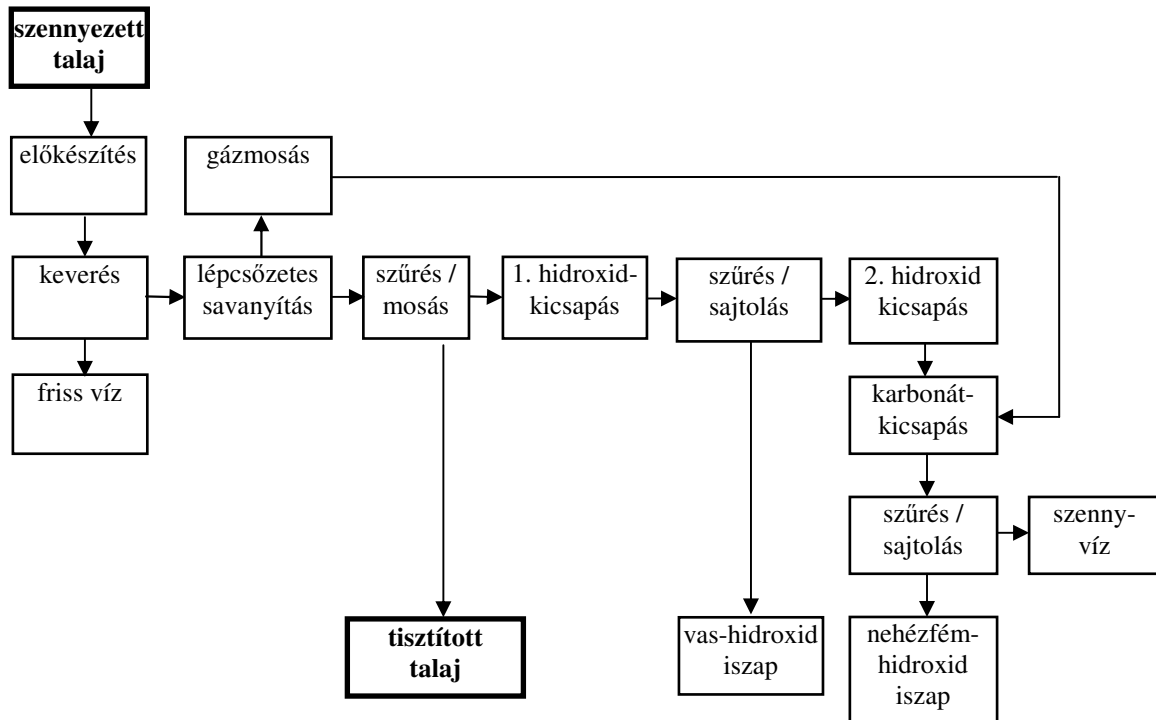 szennyezett
talaj
előkészítés
gázmosás
keverés
lépcsőzetes
savanyítás
szűrés /
mosás
1. hidroxid-
kicsapás
szűrés /
sajtolás
2. hidroxid
kicsapás
friss víz
karbonát-
kicsapás
szűrés /
sajtolás
szenny-
víz
tisztított
talaj
vas-hidroxid
iszap
nehézfém-
hidroxid
iszap